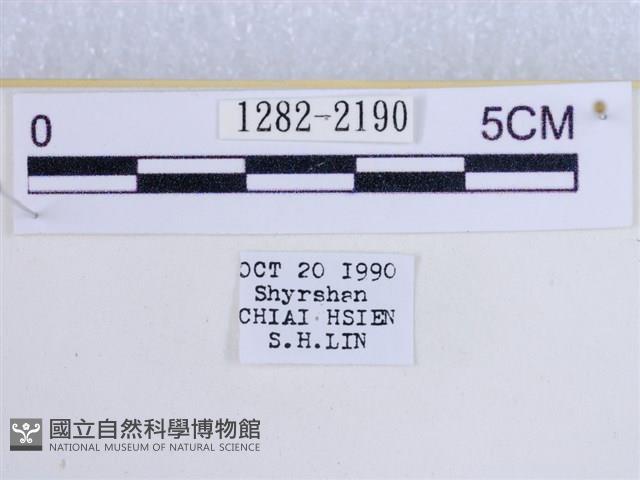 0 1282-2190 5CM
OCT 20 1990
Shyrshan
CHIAI HSIEN
S.H.LIN
國立自然科學博物館
NATIONAL MUSEUM OF NATURAL SCIENCE